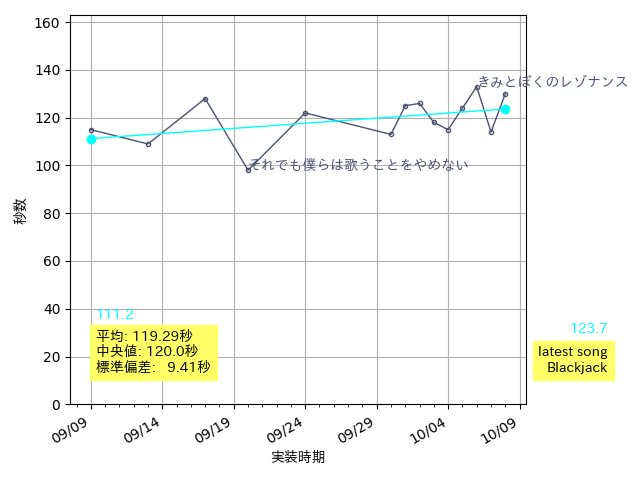 160
140
120
100
80
60
40
20
0
秒数
きみとぼくのレゾナンス
それでも僕らは歌うことをやめない
111.2
平均: 119.29秒
中央値: 120.0秒
標準偏差: 9.41秒
123.7
latest song
Blackjack
09/09
09/14
09/19
09/24
09/29
10/04
10/09
実装時期